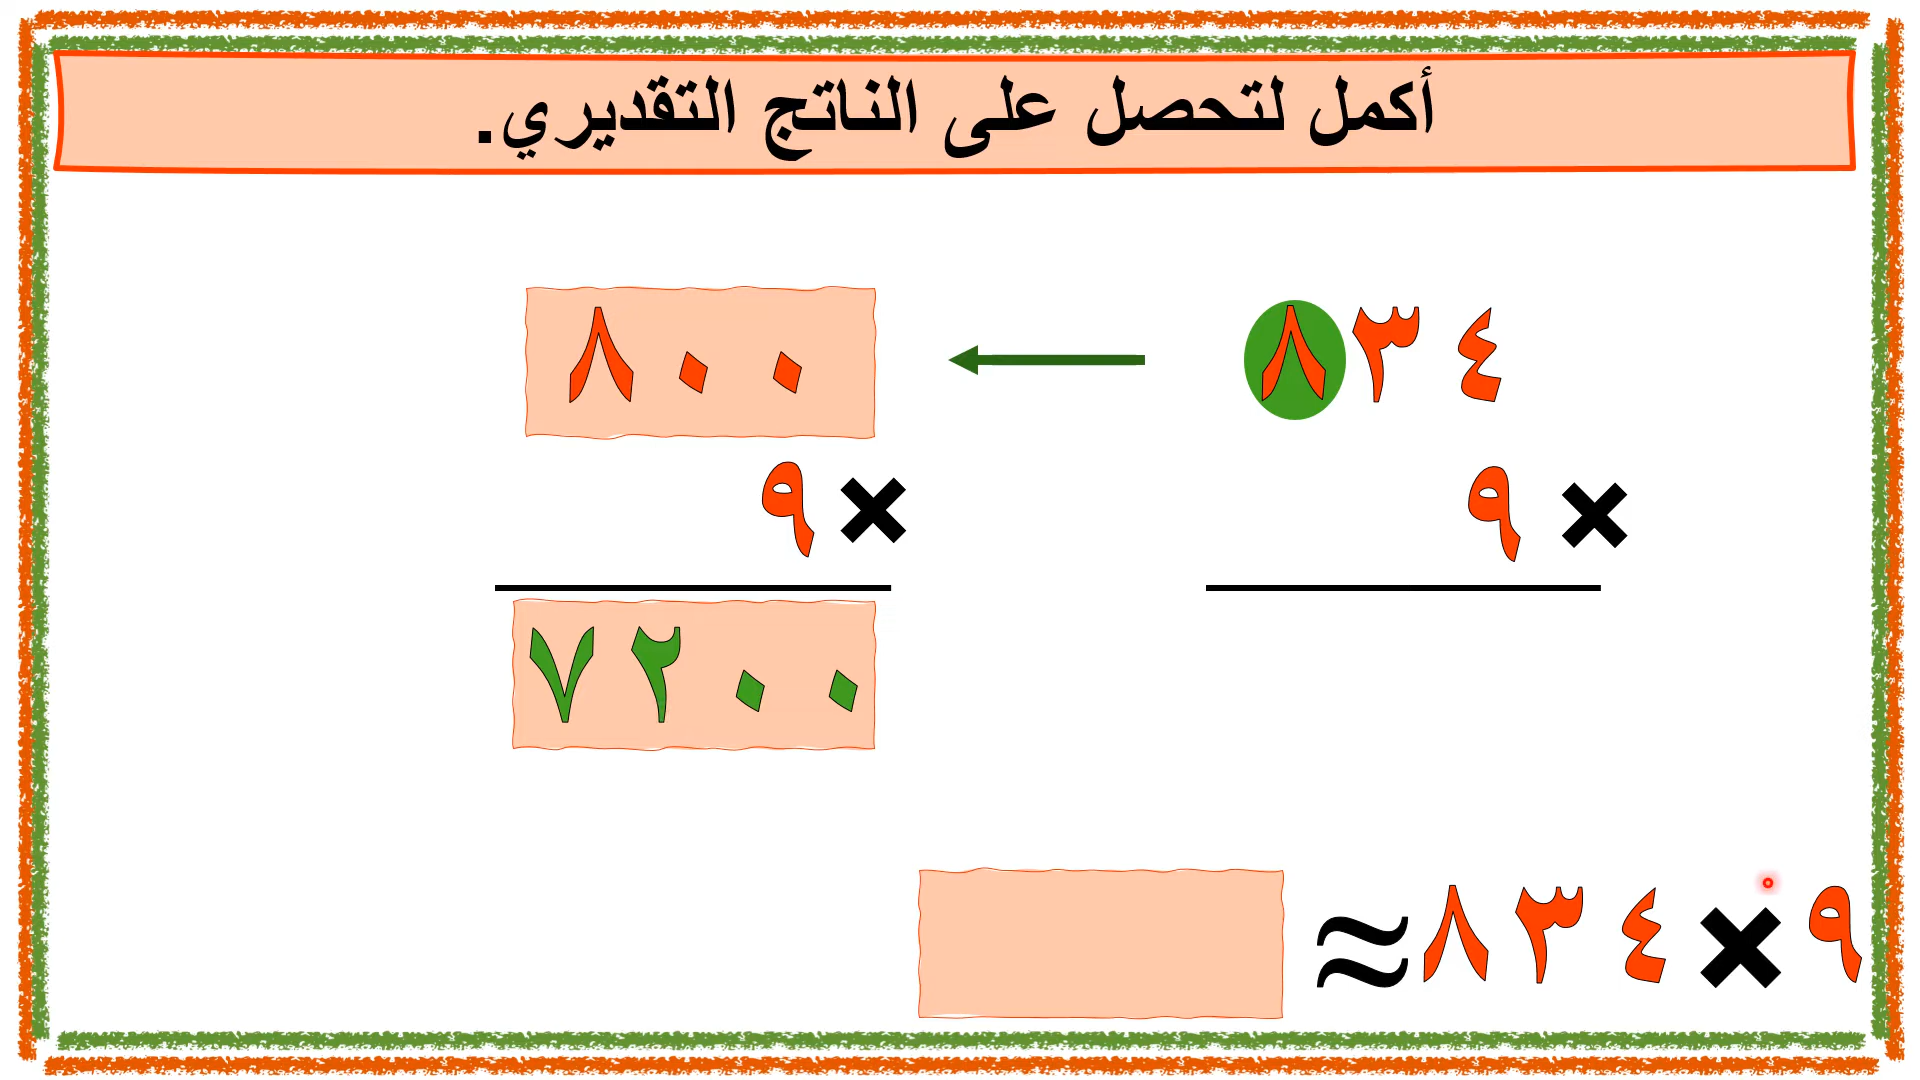 أكمل لتحصل على الناتج التقديري.
٨٣٤ ← ٨٠٠
× ٩ × ٩
٧٢٠٠
٩ × ٨٣٤ ≈